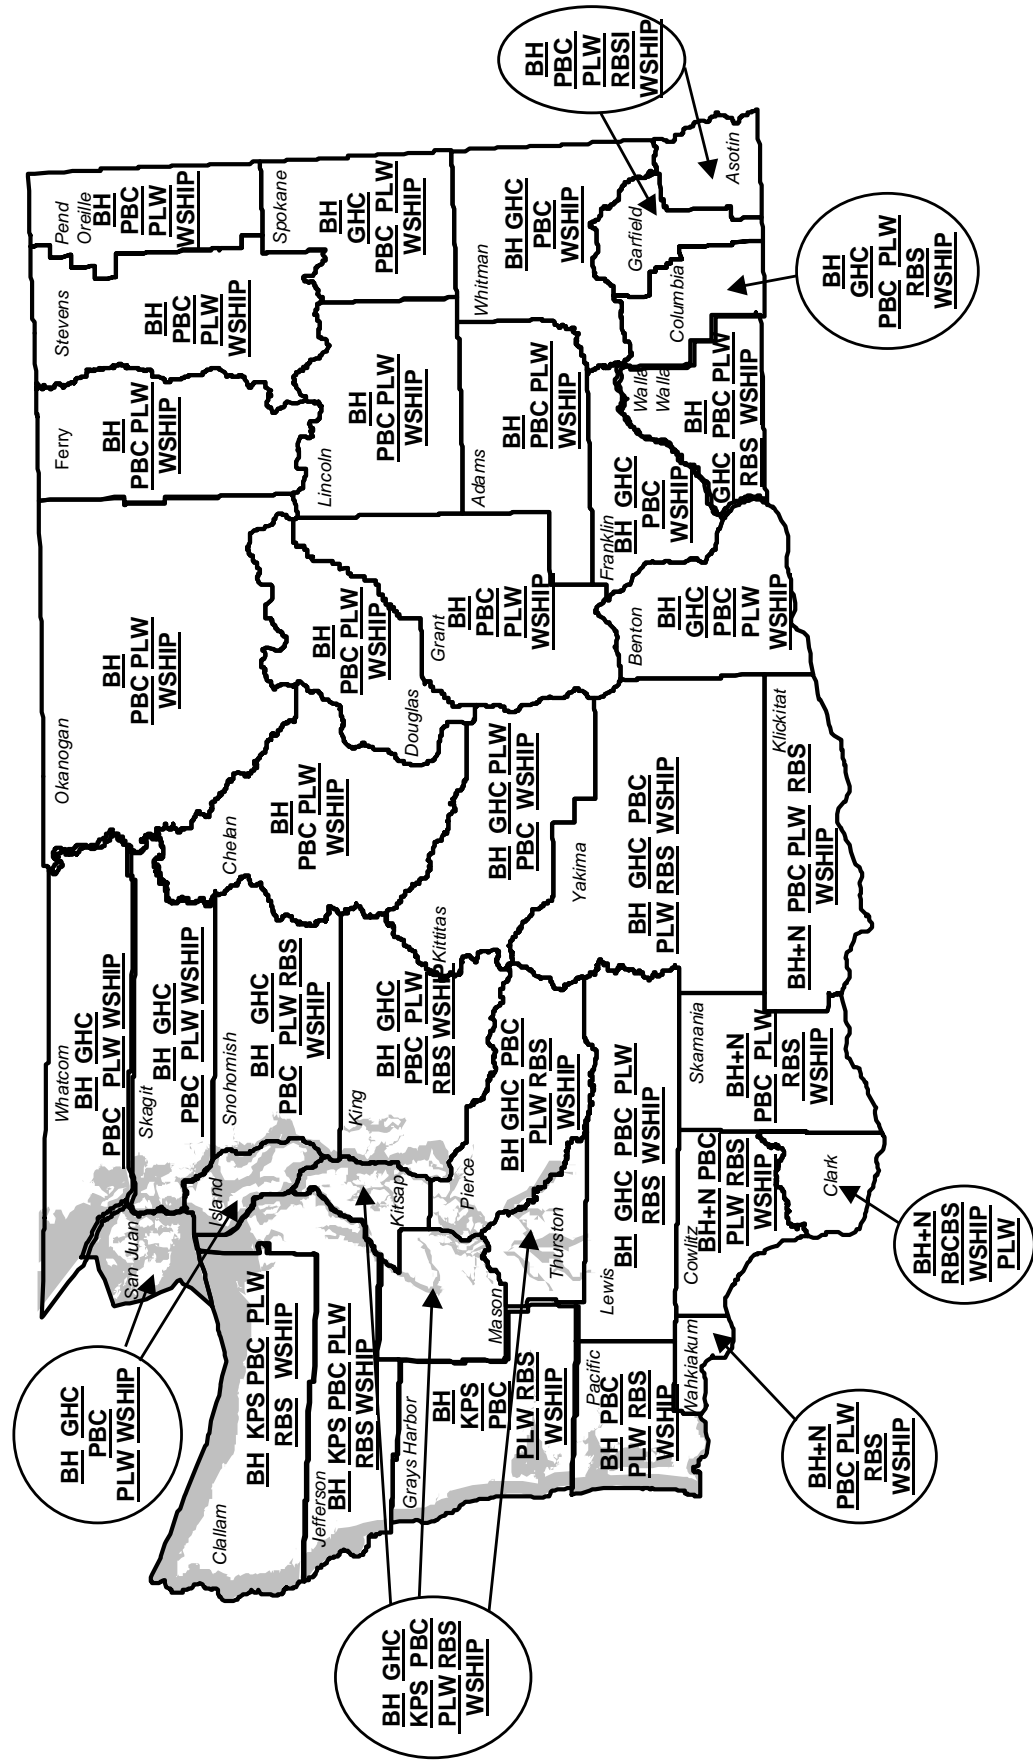 Whatcom
BH GHC
PBC PLW WSHIP
Skagit
BH GHC
PBC PLW WSHIP
Snohomish
BH GHC
PBC PLW RBS
WSHIP
King
BH GHC
PBC PLW
RBS WSHIP
Pierce
BH GHC PBC
PLW RBS
WSHIP
San Juan
Island
BH GHC
PBC
PLW WSHIP
Clallam
BH KPS PBC PLW
RBS WSHIP
Jefferson
BH KPS PBC PLW
RBS WSHIP
Kitsap
Mason
Thurston
BH GHC
KPS PBC
PLW RBS
WSHIP
Grays Harbor
BH
KPS
PBC
PLW RBS
WSHIP
Pacific
BH PBC
PLW RBS
WSHIP
Lewis
BH GHC PBC PLW
RBS WSHIP
Wahkiakum
BH+N
PBC PLW
RBS
WSHIP
Cowlitz
BH+N PBC
PLW RBS
WSHIP
Clark
BH+N
RBCBS
WSHIP
PLW
Skamania
BH+N
PBC PLW
RBS
WSHIP
Okanogan
BH
PBC PLW
WSHIP
Chelan
BH
PBC PLW
WSHIP
Douglas
BH
PBC PLW
WSHIP
Kittitas
BH GHC PLW
PBC WSHIP
Grant
BH
PBC
PLW
WSHIP
Yakima
BH GHC PBC
PLW RBS WSHIP
Klickitat
BH+N PBC PLW RBS
WSHIP
Benton
BH
GHC
PBC
PLW
WSHIP
Ferry
BH
PBC PLW
WSHIP
Stevens
BH
PBC
PLW
WSHIP
Pend
Oreille
BH
PBC
PLW
WSHIP
Lincoln
BH
PBC PLW
WSHIP
Spokane
BH
GHC
PBC PLW
WSHIP
Adams
BH
PBC PLW
WSHIP
Whitman
BH GHC
PBC
WSHIP
Franklin
BH GHC
PBC
WSHIP
Walla
Walla
BH
GHC PBC PLW
RBS WSHIP
Columbia
BH
GHC
PBC PLW
RBS
WSHIP
Garfield
Asotin
BH
PBC
PLW
RBSI
WSHIP